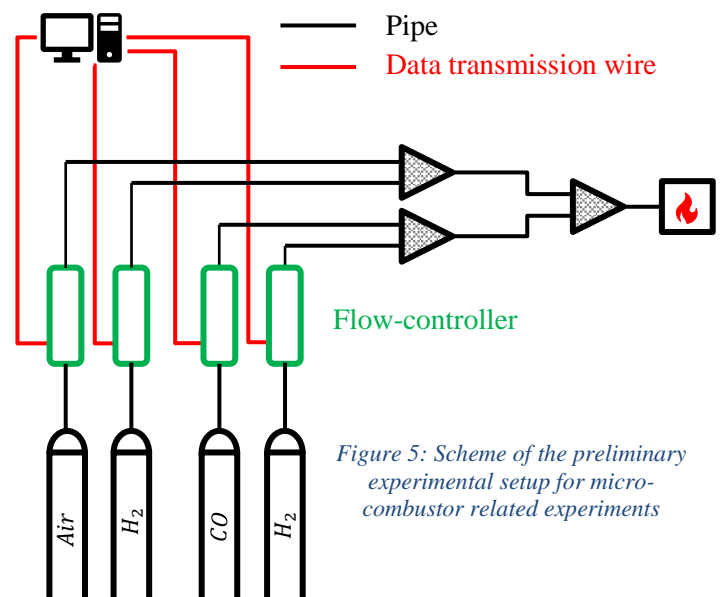 Pipe
Data transmission wire
Flow-controller
Figure 5: Scheme of the preliminary
experimental setup for micro-
combustor related experiments
Air
H₂
CO
H₂